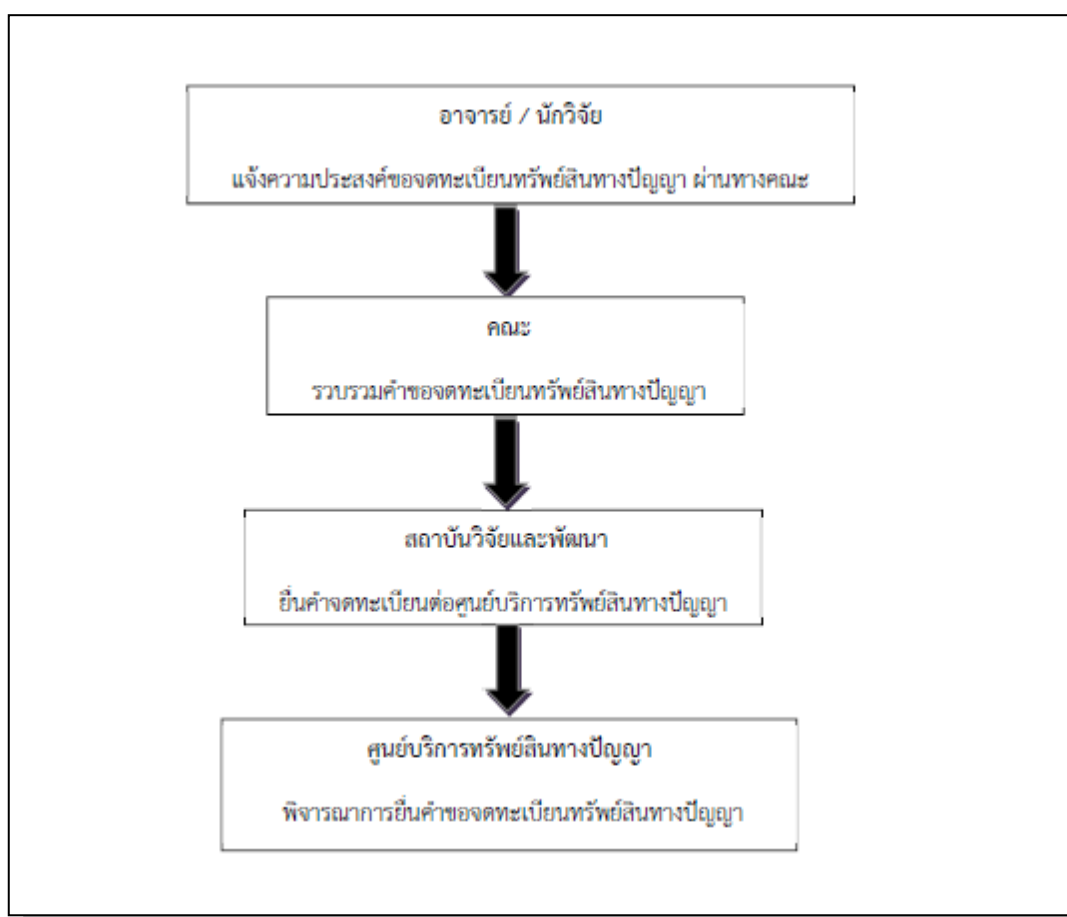 อาจารย์ / นักวิจัย
แจ้งความประสงค์ขอจดทะเบียนทรัพย์สินทางปัญญา ผ่านทางคณะ
คณะ
รวบรวมคำขอจดทะเบียนทรัพย์สินทางปัญญา
สถาบันวิจัยและพัฒนา
ยื่นคำจดทะเบียนต่อศูนย์บริการทรัพย์สินทางปัญญา
ศูนย์บริการทรัพย์สินทางปัญญา
พิจารณาการยื่นคำขอจดทะเบียนทรัพย์สินทางปัญญา